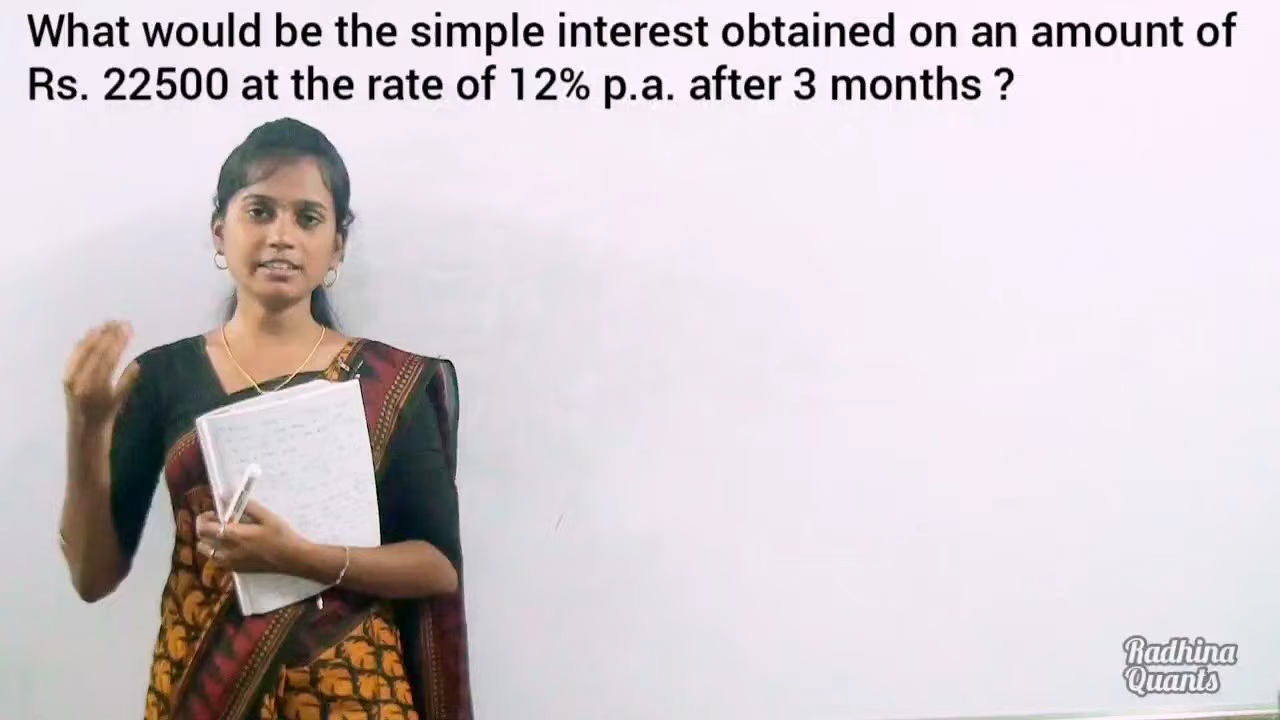 What would be the simple interest obtained on an amount of
Rs. 22500 at the rate of 12% p.a. after 3 months ?
Radhina
Quants